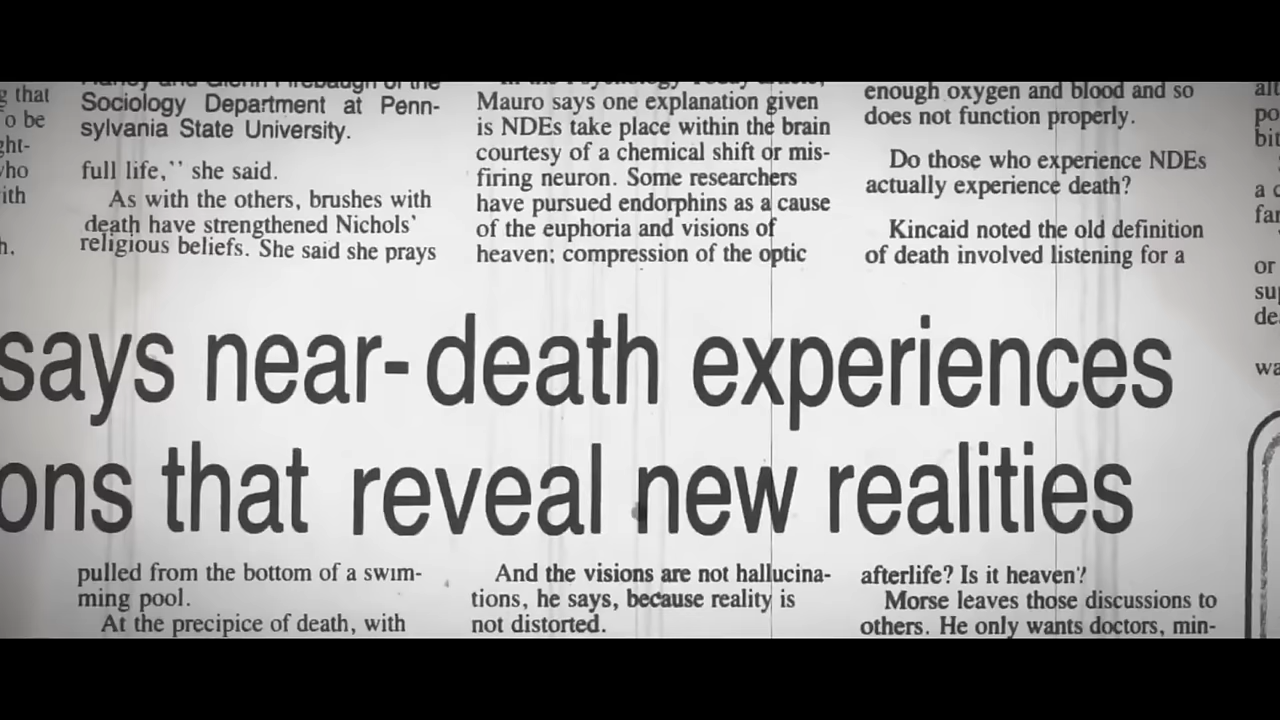 g that
o be
ght-
who
ith
h.
Sociology Department at Penn-
sylvania State University.
full life,'' she said.
As with the others, brushes with
death have strengthened Nichols'
religious beliefs. She said she prays
Mauro says one explanation given
is NDEs take place within the brain
courtesy of a chemical shift or mis-
firing neuron. Some researchers
have pursued endorphins as a cause
of the euphoria and visions of
heaven; compression of the optic
enough oxygen and blood and so
does not function properly.
Do those who experience NDEs
actually experience death?
Kincaid noted the old definition
of death involved listening for a
says near-death experiences
ons that reveal new realities
pulled from the bottom of a swim-
ming pool.
At the precipice of death, with
And the visions are not hallucina-
tions, he says, because reality is
not distorted.
afterlife? Is it heaven?
Morse leaves those discussions to
others. He only wants doctors, min-